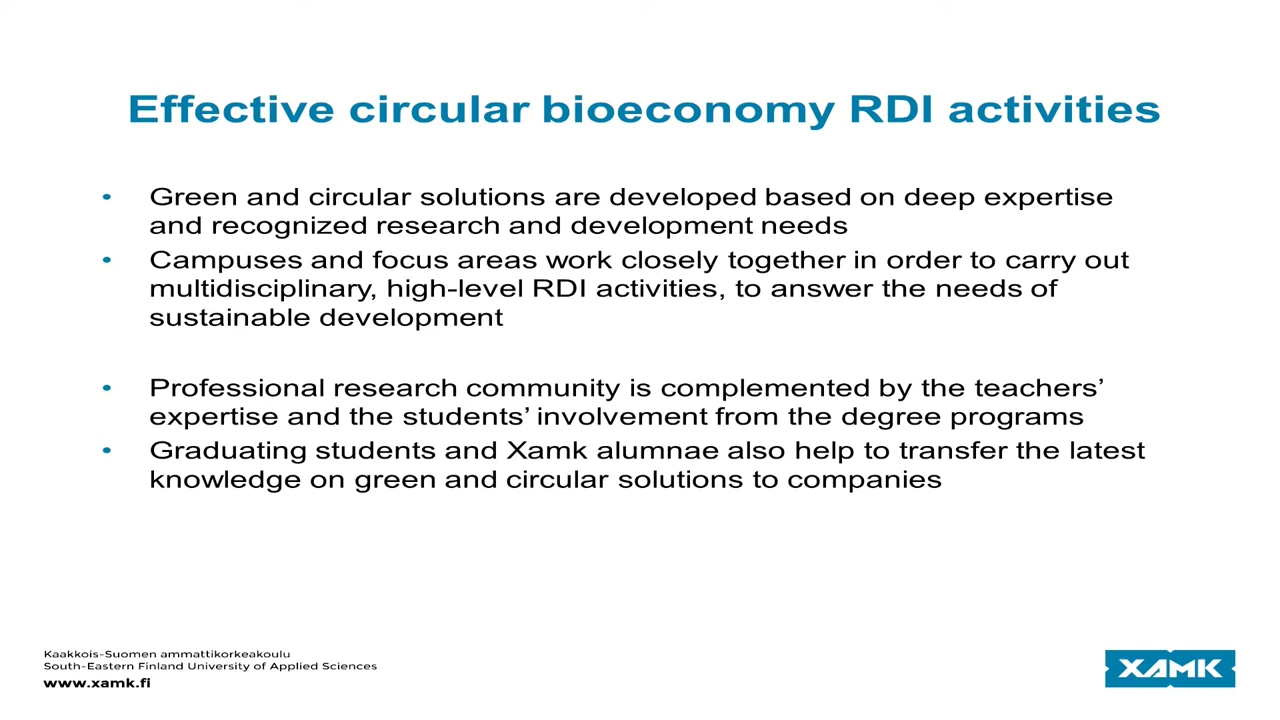 Effective circular bioeconomy RDI activities
• Green and circular solutions are developed based on deep expertise
and recognized research and development needs
• Campuses and focus areas work closely together in order to carry out
multidisciplinary, high-level RDI activities, to answer the needs of
sustainable development
• Professional research community is complemented by the teachers’
expertise and the students’ involvement from the degree programs
• Graduating students and Xamk alumnae also help to transfer the latest
knowledge on green and circular solutions to companies
Kaakkois-Suomen ammattikorkeakoulu
South-Eastern Finland University of Applied Sciences
www.xamk.fi
XAMK